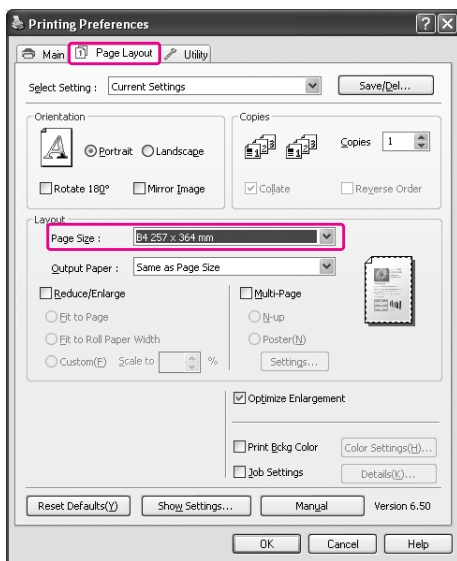 Printing Preferences
Main Page Layout Utility
Select Setting : Current Settings Save/Del...
Orientation Copies
A Portrait Landscape Copies 1
Rotate 180° Mirror Image Collate Reverse Order
Layout
Page Size : B4 257 x 364 mm
Output Paper : Same as Page Size
Reduce/Enlarge Multi-Page
Fit to Page N-up
Fit to Roll Paper Width Poster(N)
Custom(F) Scale to % Settings...
Optimize Enlargement
Print Bckg Color Color Settings(H)...
Job Settings Details(K)...
Reset Defaults(Y) Show Settings... Manual Version 6.50
OK Cancel Help